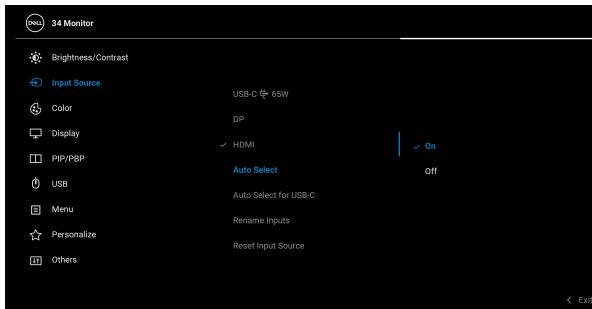 DELL 34 Monitor
Brightness/Contrast
Input Source
Color
Display
PIP/PBP
USB
Menu
Personalize
Others
USB-C 65W
DP
HDMI
Auto Select
Auto Select for USB-C
Rename Inputs
Reset Input Source
On
Off
Exit